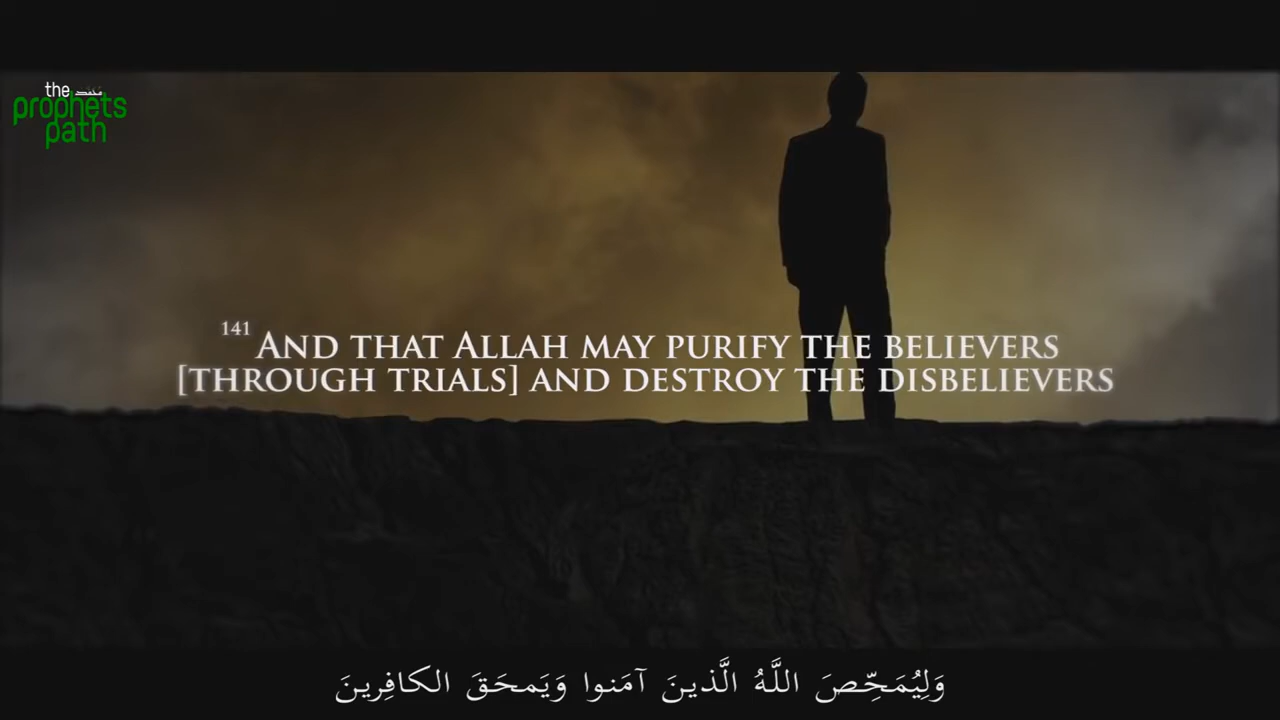 the محمد
prophets
path
141 AND THAT ALLAH MAY PURIFY THE BELIEVERS
[THROUGH TRIALS] AND DESTROY THE DISBELIEVERS
وَلِيُمَحِّصَ اللَّهُ الَّذينَ آمَنوا وَيَمحَقَ الكافِرينَ